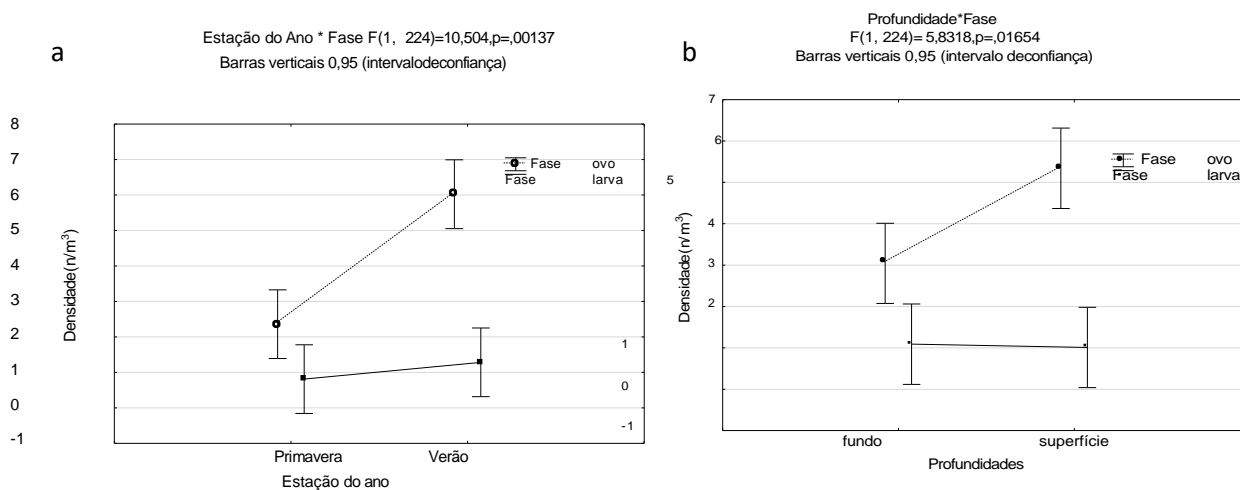 a
Estação do Ano * Fase F(1, 224)=10,504,p=,00137
Barras verticais 0,95 (intervalodeconfiança)
8
7
6
5
4
3
2
1
0
-1
Densidade(n/m³)
Fase ovo
Fase larva
Primavera
Verão
Estação do ano
b
Profundidade*Fase
F(1, 224)= 5,8318,p=,01654
Barras verticais 0,95 (intervalo deconfiança)
7
6
5
4
3
2
1
0
-1
Densidade(n/m³)
Fase ovo
Fase larva
fundo
superfície
Profundidades